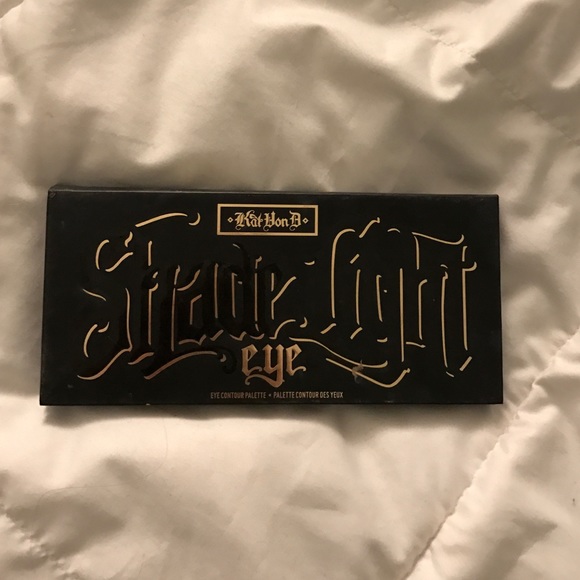 Kat Von D
Shade Light
eye
EYE CONTOUR PALETTE • PALETTE CONTOUR DES YEUX